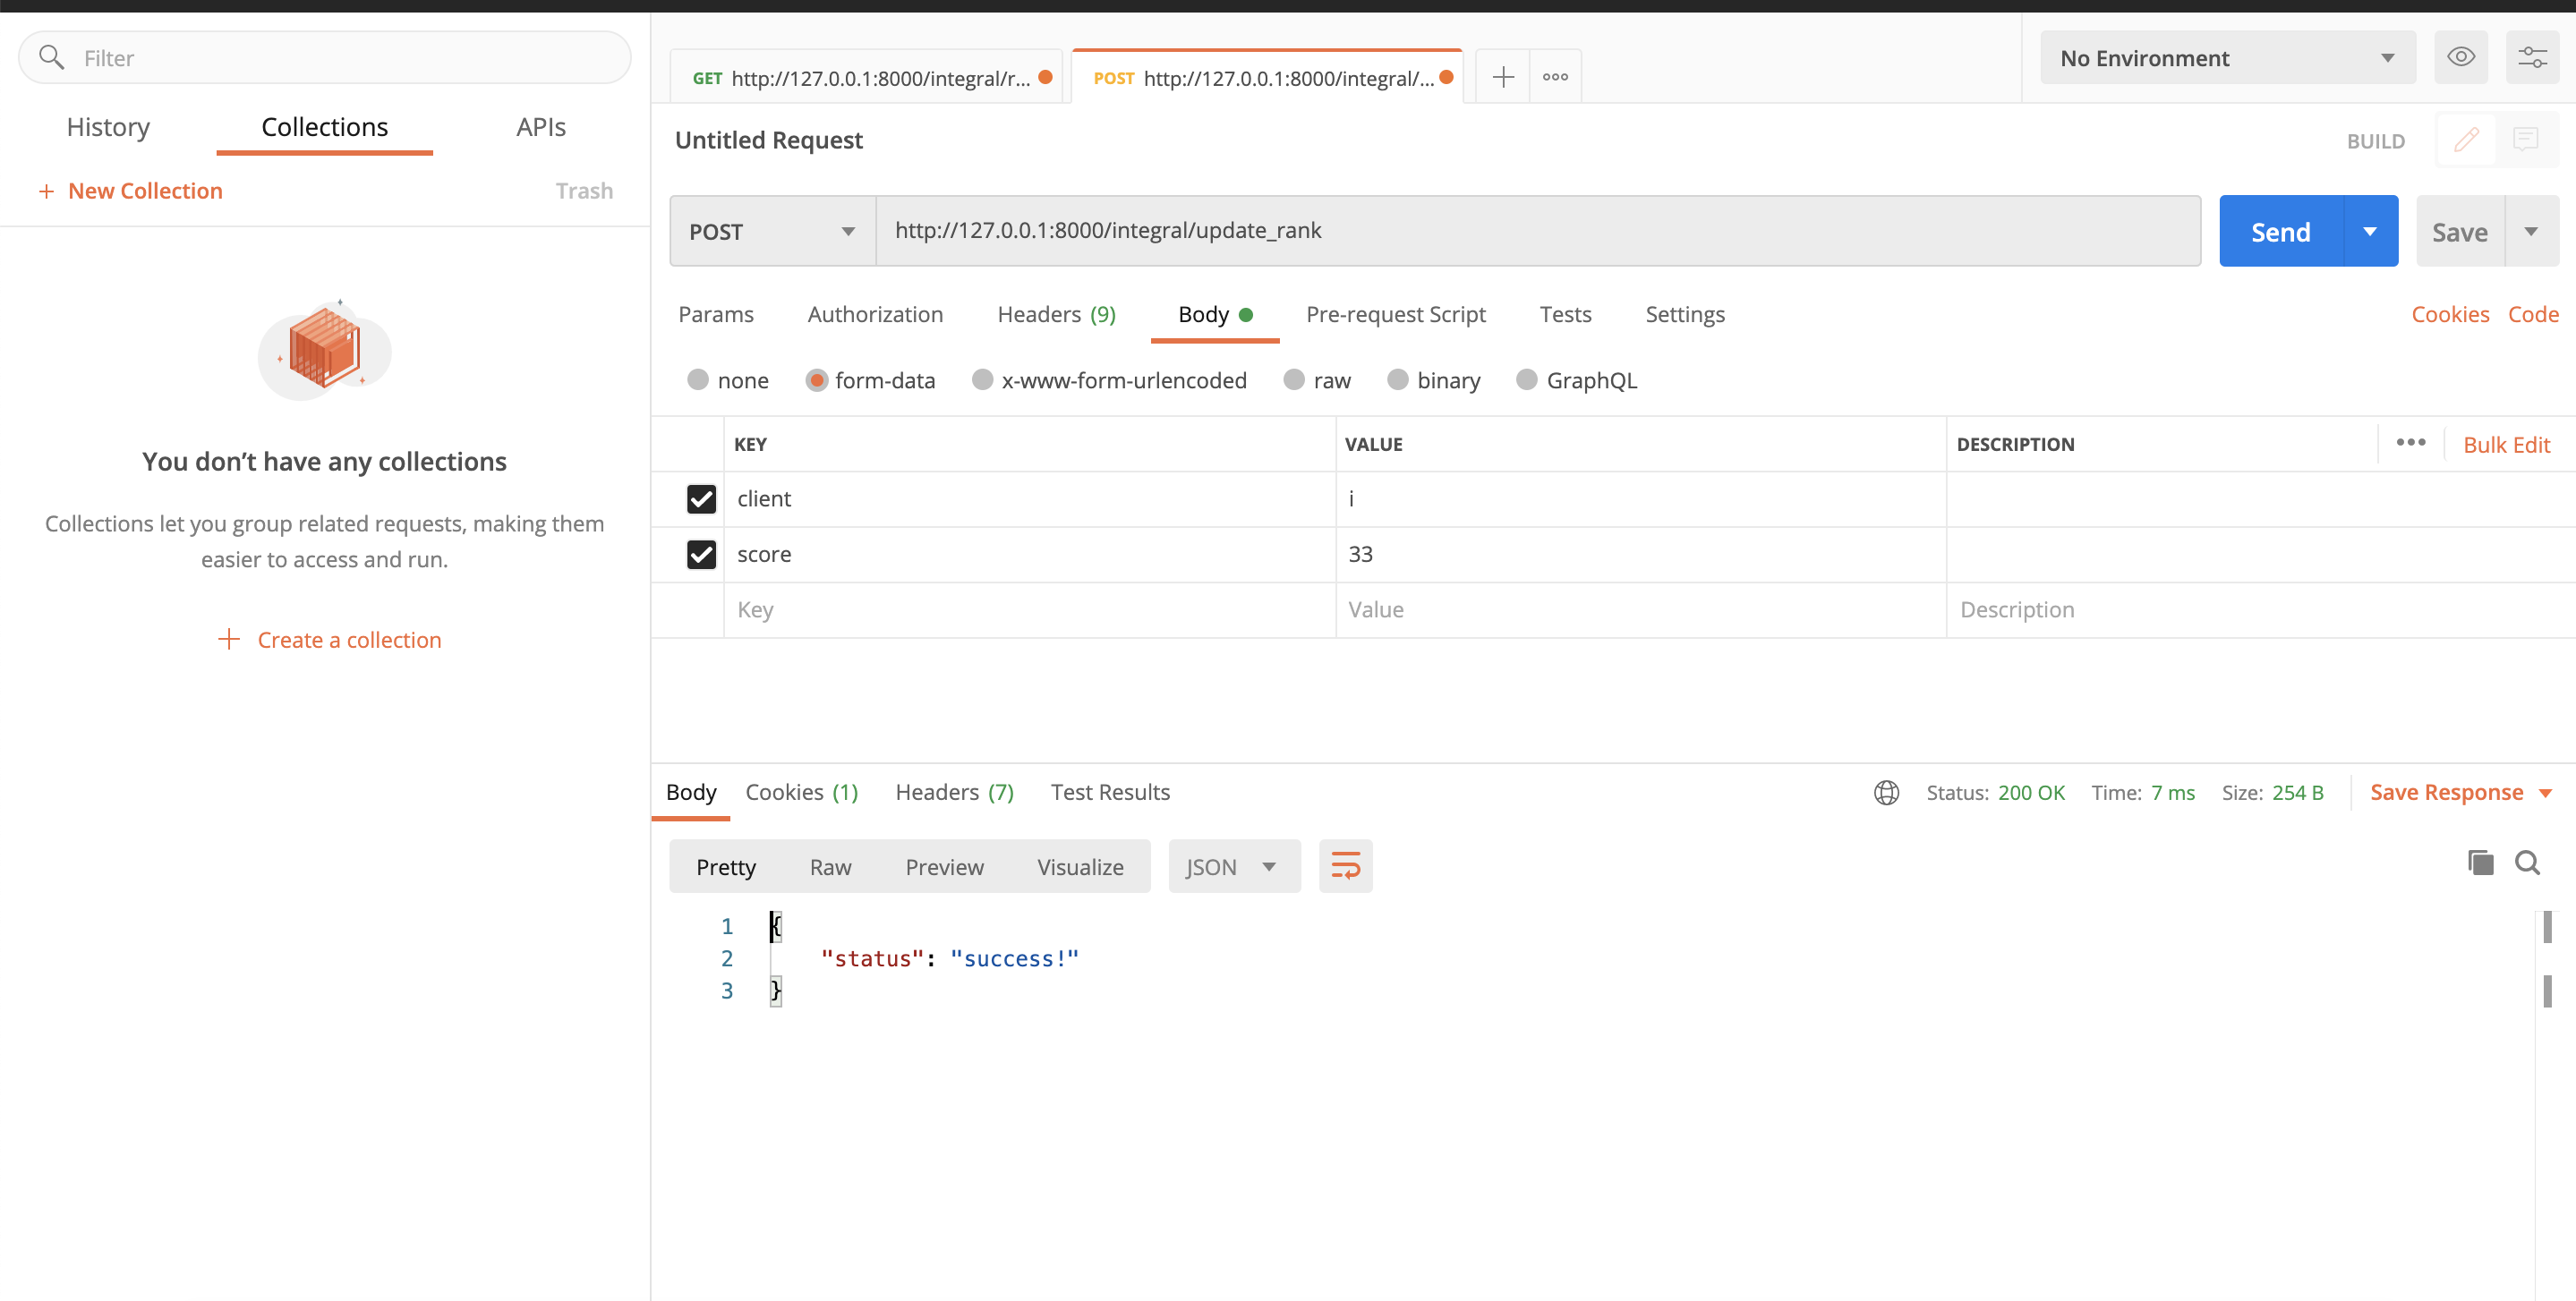 Filter
History Collections APIs
+ New Collection Trash
You don’t have any collections
Collections let you group related requests, making them
easier to access and run.
+ Create a collection
GET http://127.0.0.1:8000/integral/r... POST http://127.0.0.1:8000/integral/...
No Environment
Untitled Request
BUILD
POST http://127.0.0.1:8000/integral/update_rank Send Save
Params Authorization Headers (9) Body Pre-request Script Tests Settings Cookies Code
none form-data x-www-form-urlencoded raw binary GraphQL
KEY VALUE DESCRIPTION ••• Bulk Edit
client i
score 33
Key Value Description
Body Cookies (1) Headers (7) Test Results Status: 200 OK Time: 7 ms Size: 254 B Save Response
Pretty Raw Preview Visualize JSON
1 {
2 "status": "success!"
3 }